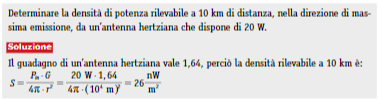 Determinare la densità di potenza rilevabile a 10 km di distanza, nella direzione di mas-
sima emissione, da un'antenna hertziana che dispone di 20 W.
Soluzione
Il guadagno di un'antenna hertziana vale 1,64, perciò la densità rilevabile a 10 km è:
S = Pₐ · G / 4π · r² = 20 W · 1,64 / 4π · (10⁴ m)² = 26 nW / m²